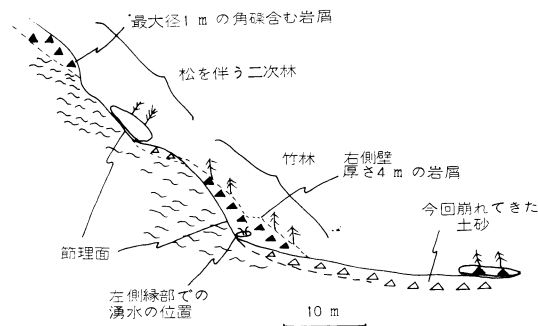 最大径1mの角礫含む岩屑
松を伴う二次林
竹林
右側壁
厚さ4mの岩屑
今回崩れてきた
土砂
節理面
左側縁部での
湧水の位置
10 m